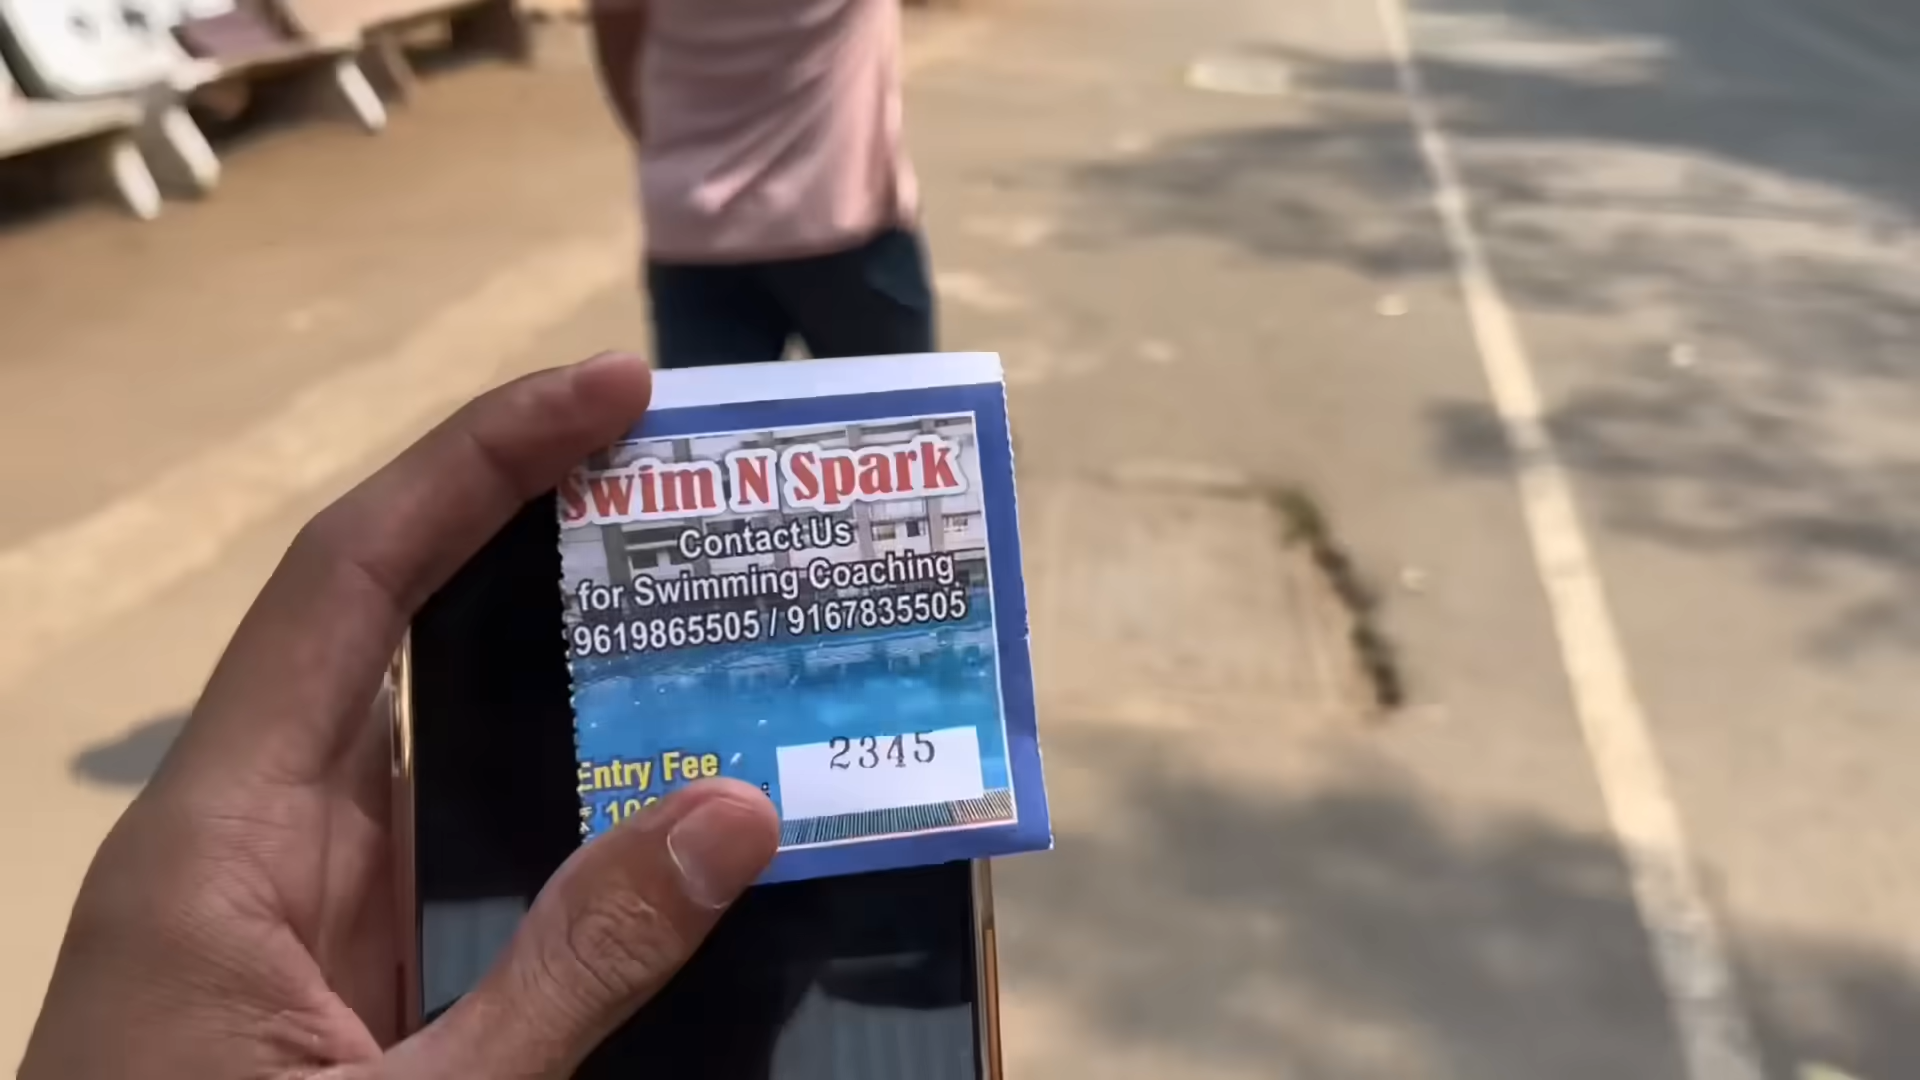 Swim N Spark
Contact Us
for Swimming Coaching
9619865505 / 9167835505
2345
Entry Fee